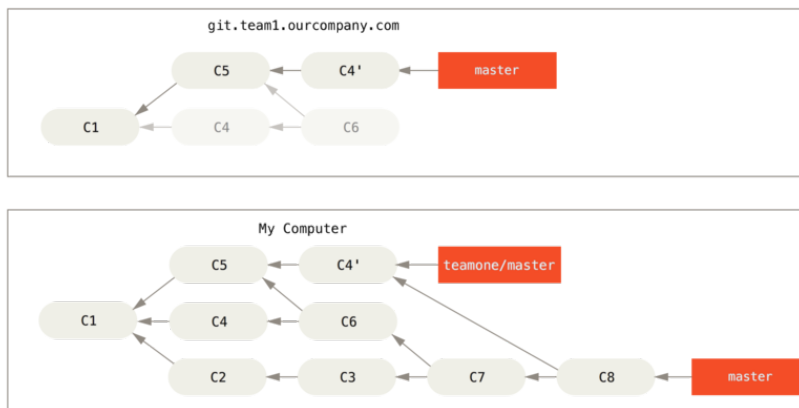 git.team1.ourcompany.com
C5 C4' master
C1 C4 C6
My Computer
C5 C4' teamone/master
C1 C4 C6
C2 C3 C7 C8 master